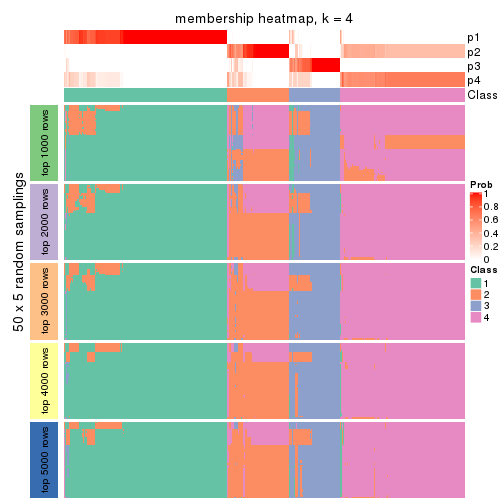 membership heatmap, k = 4
p1
p2
p3
p4
Class
50 x 5 random samplings
top 1000 rows
top 2000 rows
top 3000 rows
top 4000 rows
top 5000 rows
Prob
1
0.8
0.6
0.4
0.2
0
Class
1
2
3
4